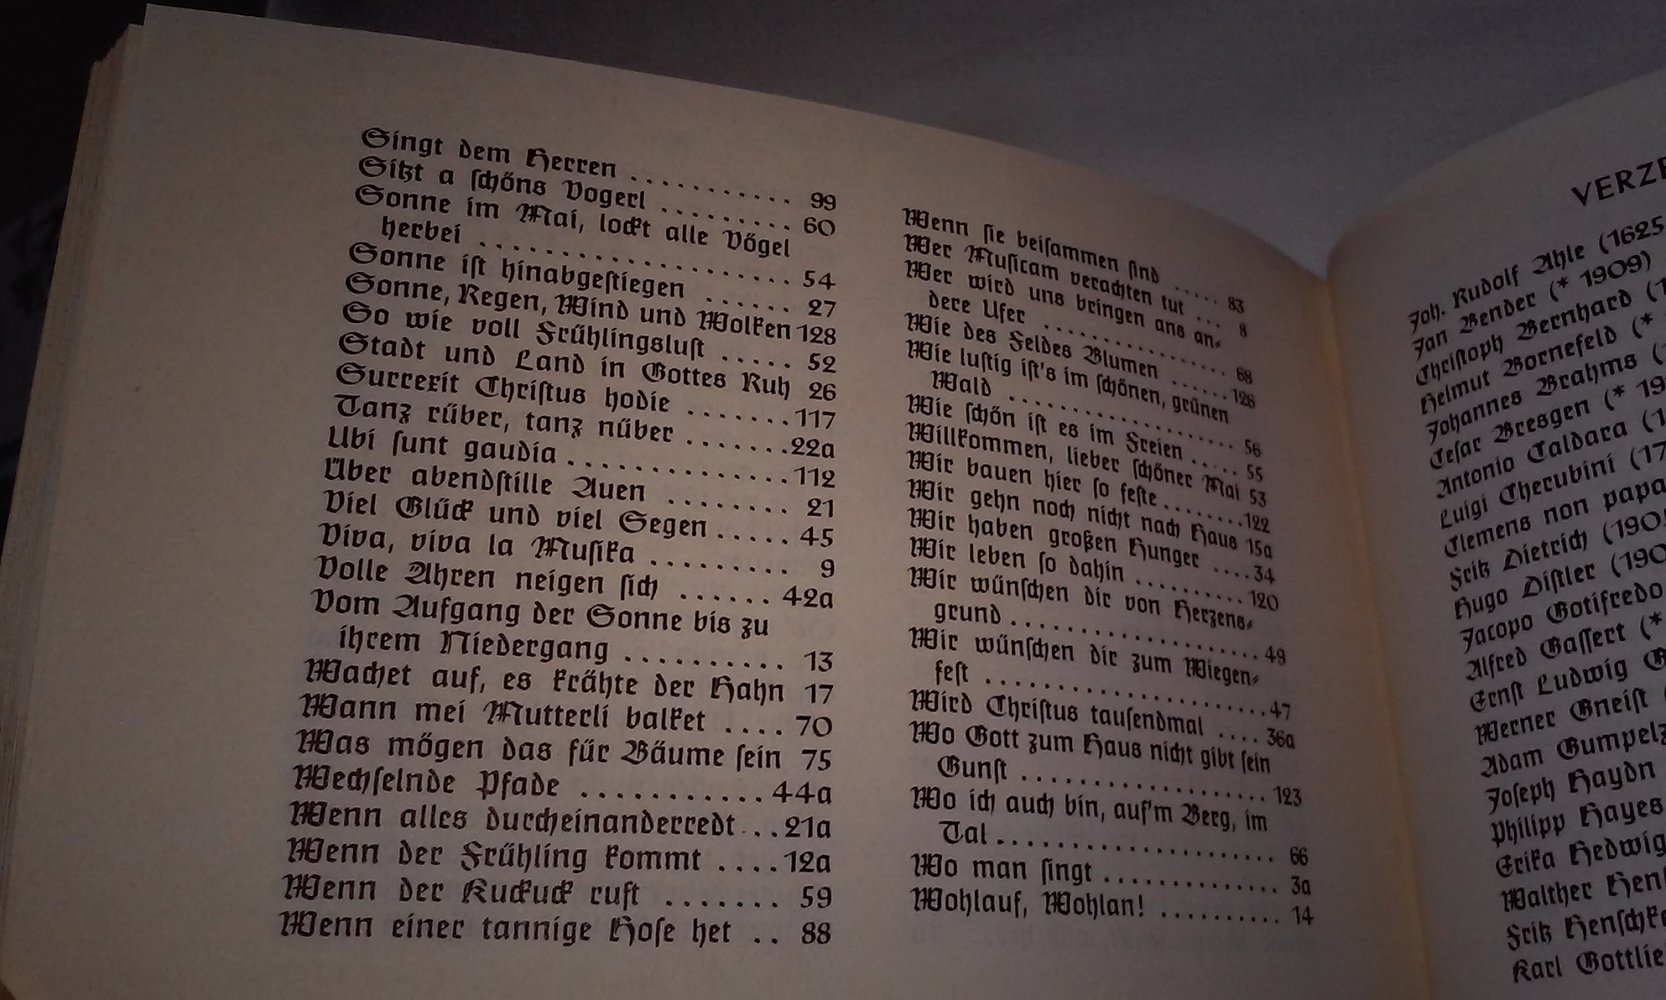 Singt dem Herren .......... 99
Sitzt a schöns Vogerl ......... 60
Sonne im Mai, lockt alle Vögel
herbei .................. 54
Sonne ist hinabgestiegen ...... 27
Sonne, Regen, Wind und Wolken 128
So wie voll Frühlingslust ..... 52
Stadt und Land in Gottes Ruh 26
Surrexit Christus hodie ....... 117
Tanz rüber, tanz nüber ....... 22a
Ubi sunt gaudia ............. 112
Über abendstille Auen ........ 21
Viel Glück und viel Segen ..... 45
Viva, viva la Musika ......... 9
Volle Ähren neigen sich ...... 42a
Vom Aufgang der Sonne bis zu
ihrem Niedergang .......... 13
Wachet auf, es krähte der Hahn 17
Wann mei Mutterli balket .... 70
Was mögen das für Bäume sein 75
Wechselnde Pfade ........... 44a
Wenn alles durcheinanderredt ... 21a
Wenn der Frühling kommt .... 12a
Wenn der Kuckuck ruft ....... 59
Wenn einer tannige Hose het .. 88
Wenn sie beisammen sind ..... 83
Wer Musicam verachten tut ... 8
Wer wird uns bringen ans an-
dere Ufer ................ 68
Wie des Feldes Blumen ...... 126
Wie lustig ist's im schönen, grünen
Wald .................. 56
Wie schön ist es im Freien ..... 55
Willkommen, lieber schöner Mai 53
Wir bauen hier so feste ........ 122
Wir gehn noch nicht nach Haus 15a
Wir haben großen Hunger .... 34
Wir leben so dahin .......... 120
Wir wünschen dir von Herzens-
grund .................... 49
Wir wünschen dir zum Wiegen-
fest ...................... 47
Wird Christus tausendmal .... 36a
Wo Gott zum Haus nicht gibt sein
Gunst ................... 123
Wo ich auch bin, auf'm Berg, im
Tal ..................... 66
Wo man singt .............. 3a
Wohlauf, Wohlan! .......... 14
Joh. Rudolf Ahle (1625
Jan Bender (* 1909)
Christoph Bernhard (1
Helmut Bornefeld (*
Johannes Brahms (1
Cesar Bresgen (* 19
Antonio Caldara (1
Luigi Cherubini (17
Clemens non papa
Fritz Dietrich (190
Hugo Distler (190
Jacopo Gotifredo
Alfred Gassert (*
Ernst Ludwig G
Werner Gneist
Adam Gumpelz
Joseph Haydn
Philipp Hayes
Erika Hedwig
Walther Hen
Fritz Henschk
Karl Gottlie